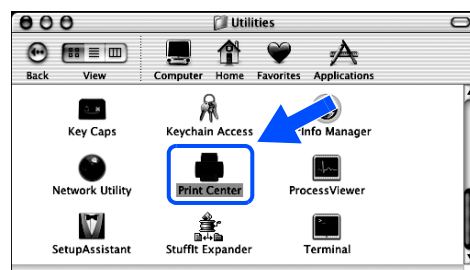 Utilities
Back View Computer Home Favorites Applications
Key Caps Keychain Access Info Manager
Network Utility Print Center ProcessViewer
SetupAssistant StuffIt Expander Terminal